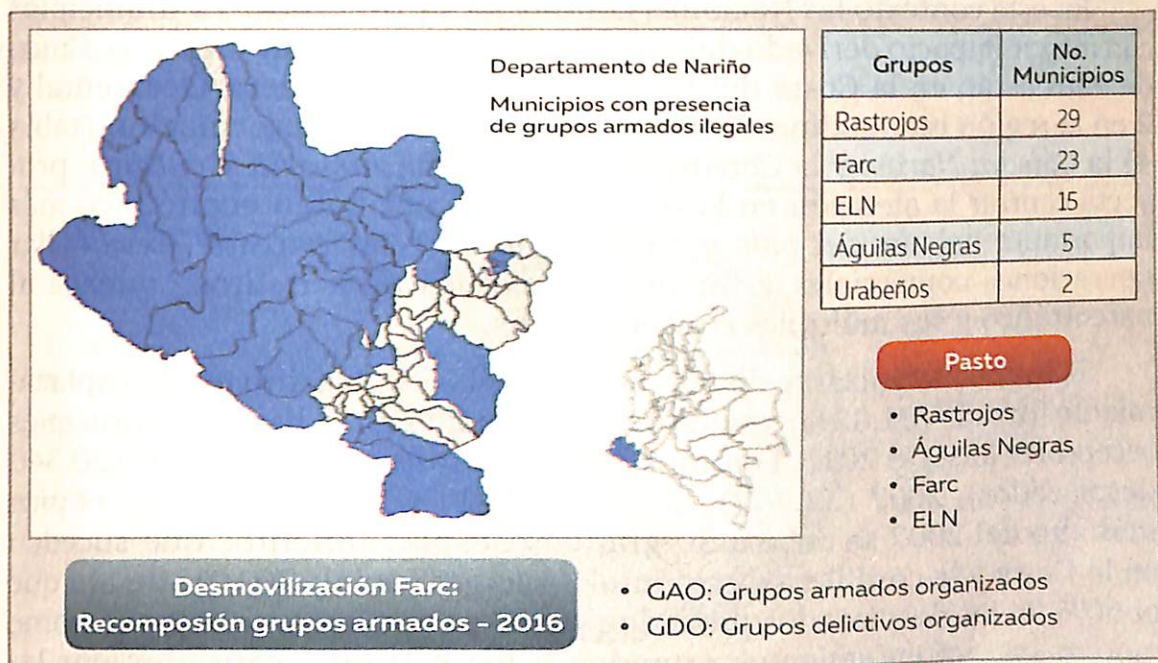 Departamento de Nariño
Municipios con presencia
de grupos armados ilegales
Grupos No. Municipios
Rastrojos 29
Farc 23
ELN 15
Águilas Negras 5
Urabeños 2
Pasto
• Rastrojos
• Águilas Negras
• Farc
• ELN
Desmovilización Farc:
Recomposición grupos armados – 2016
• GAO: Grupos armados organizados
• GDO: Grupos delictivos organizados